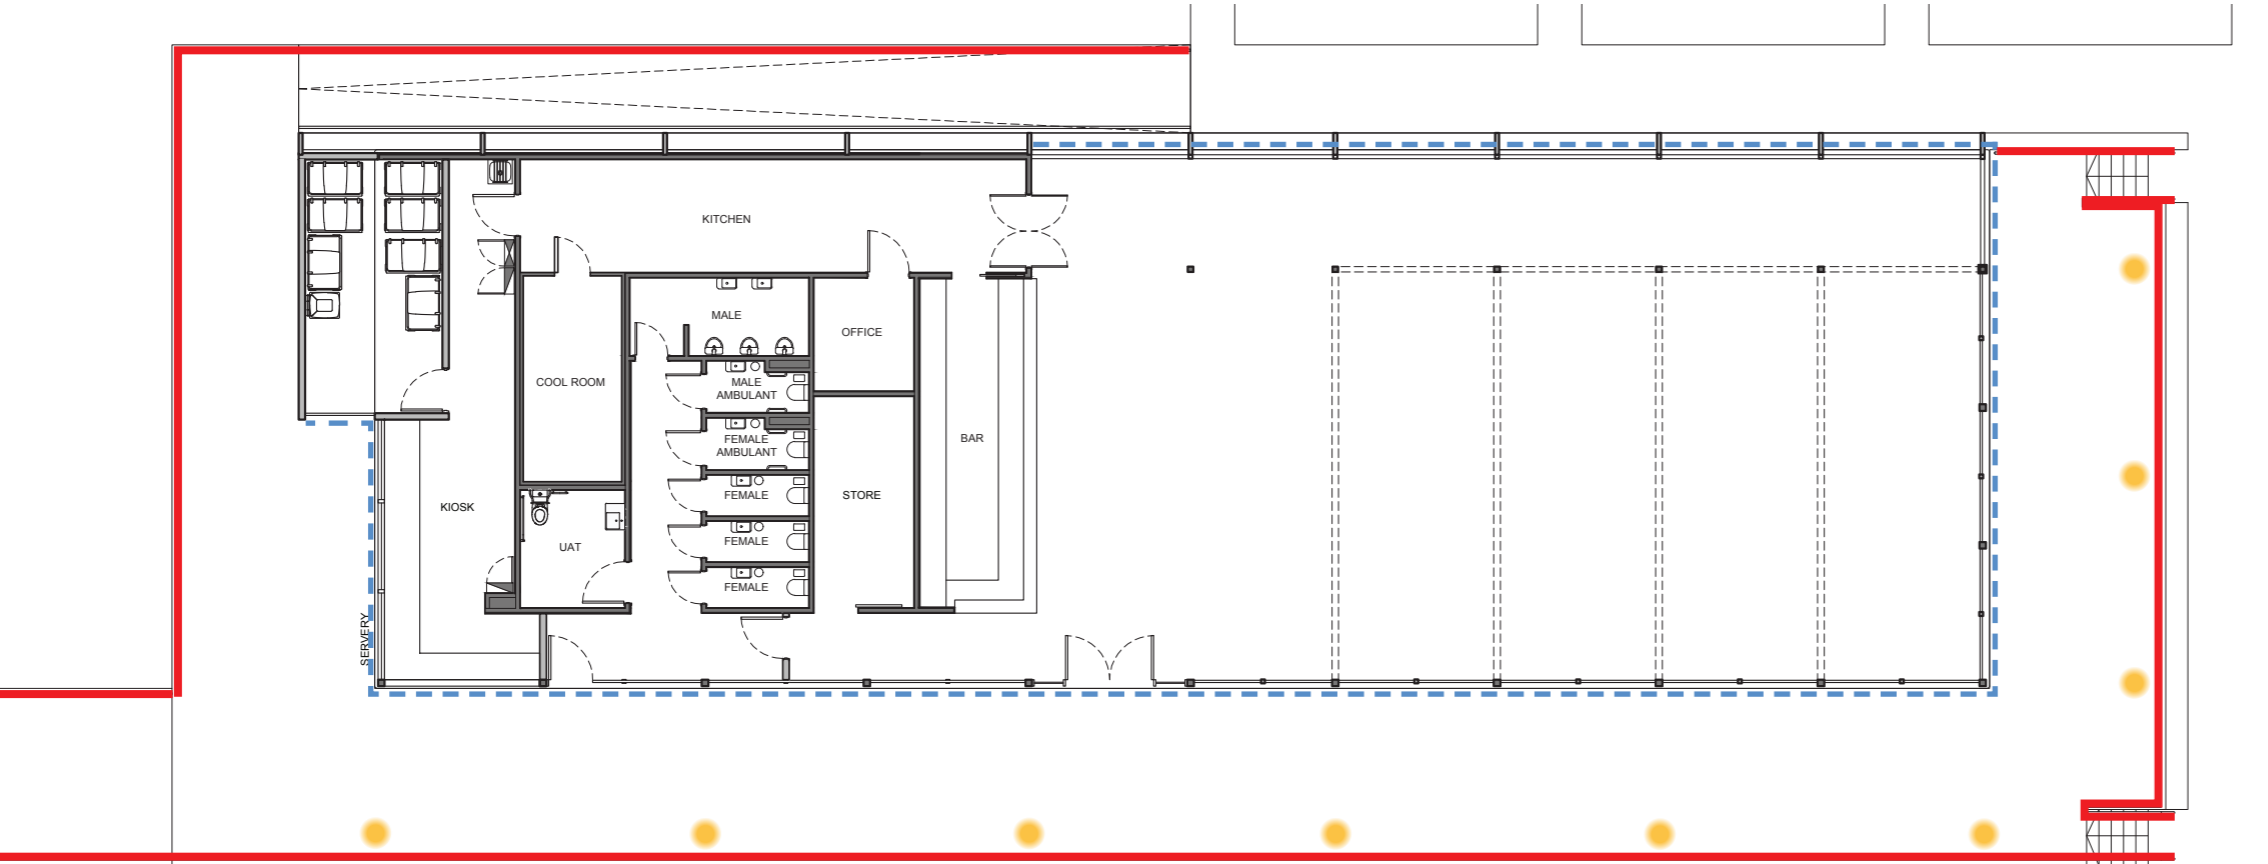 KITCHEN
MALE
OFFICE
COOL ROOM
MALE
AMBULANT
FEMALE
AMBULANT
BAR
KIOSK
FEMALE
STORE
UAT
FEMALE
FEMALE
SERVERY